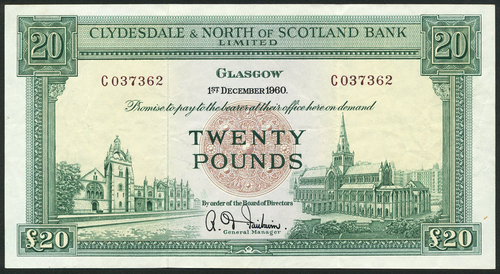 20 CLYDESDALE & NORTH OF SCOTLAND BANK 20
LIMITED
C 037362 GLASGOW C 037362
1ST DECEMBER 1960.
Promise to pay to the bearer at their office here on demand
TWENTY
POUNDS
By order of the Board of Directors
General Manager
£20 £20